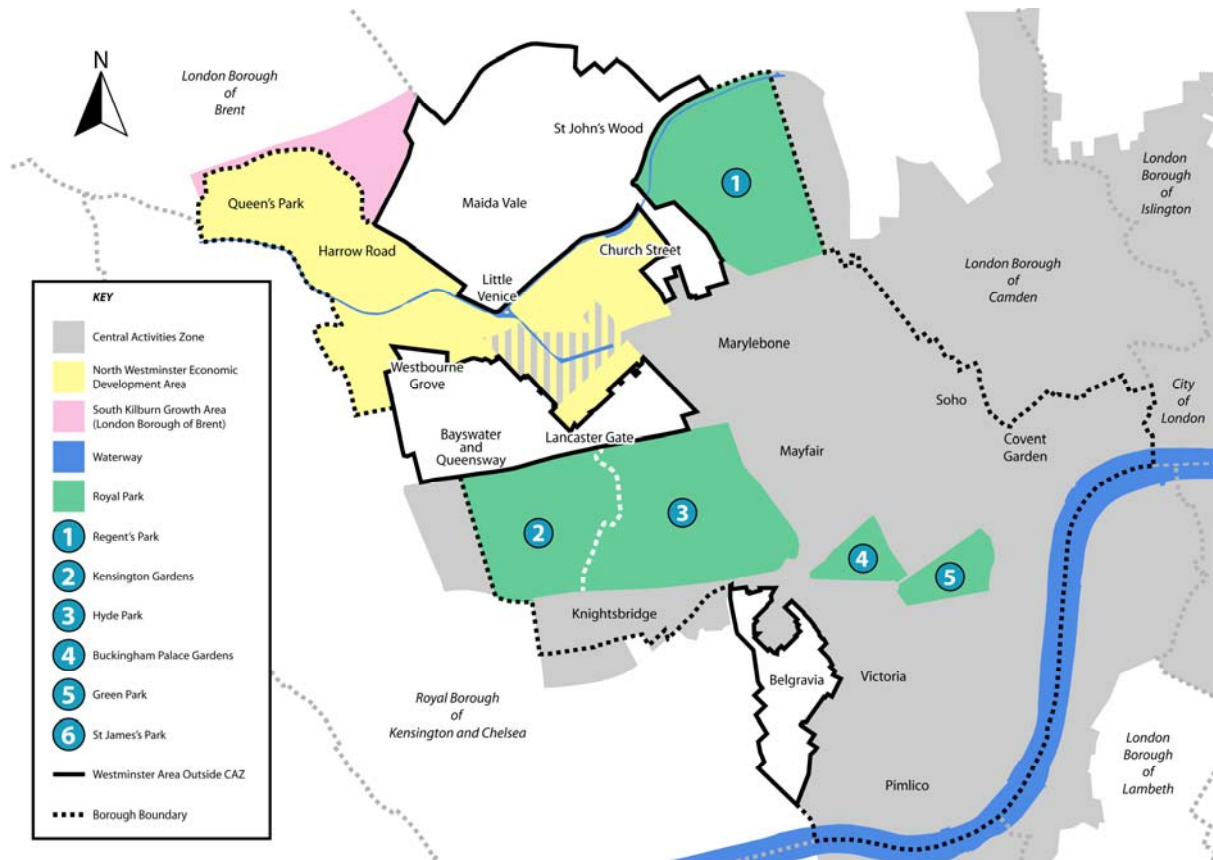 N
London Borough
of
Brent
St John's Wood
1
London
Borough
of
Islington
Queen's Park
Maida Vale
Harrow Road
Church Street
London Borough
of
Camden
Little
Venice
Marylebone
Westbourne
Grove
Soho
City
of
London
Bayswater
and
Queensway
Lancaster Gate
Mayfair
Covent
Garden
2
3
4
5
Knightsbridge
Belgravia
Victoria
Royal Borough
of
Kensington and Chelsea
London
Borough
of
Lambeth
Pimlico
KEY
Central Activities Zone
North Westminster Economic
Development Area
South Kilburn Growth Area
(London Borough of Brent)
Waterway
Royal Park
1 Regent's Park
2 Kensington Gardens
3 Hyde Park
4 Buckingham Palace Gardens
5 Green Park
6 St James's Park
Westminster Area Outside CAZ
Borough Boundary